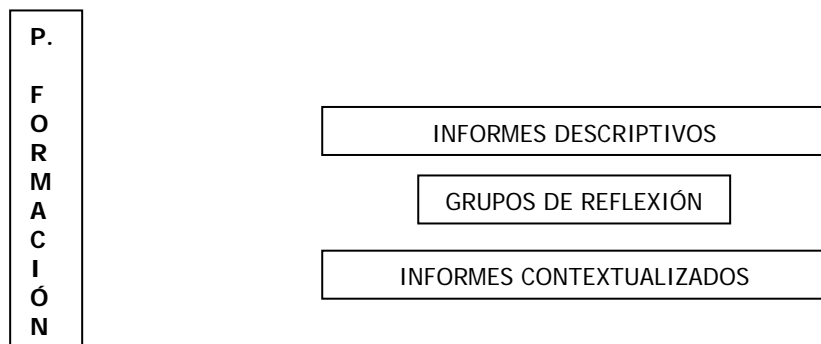 P.
F
O
R
M
A
C
I
Ó
N
INFORMES DESCRIPTIVOS
GRUPOS DE REFLEXIÓN
INFORMES CONTEXTUALIZADOS